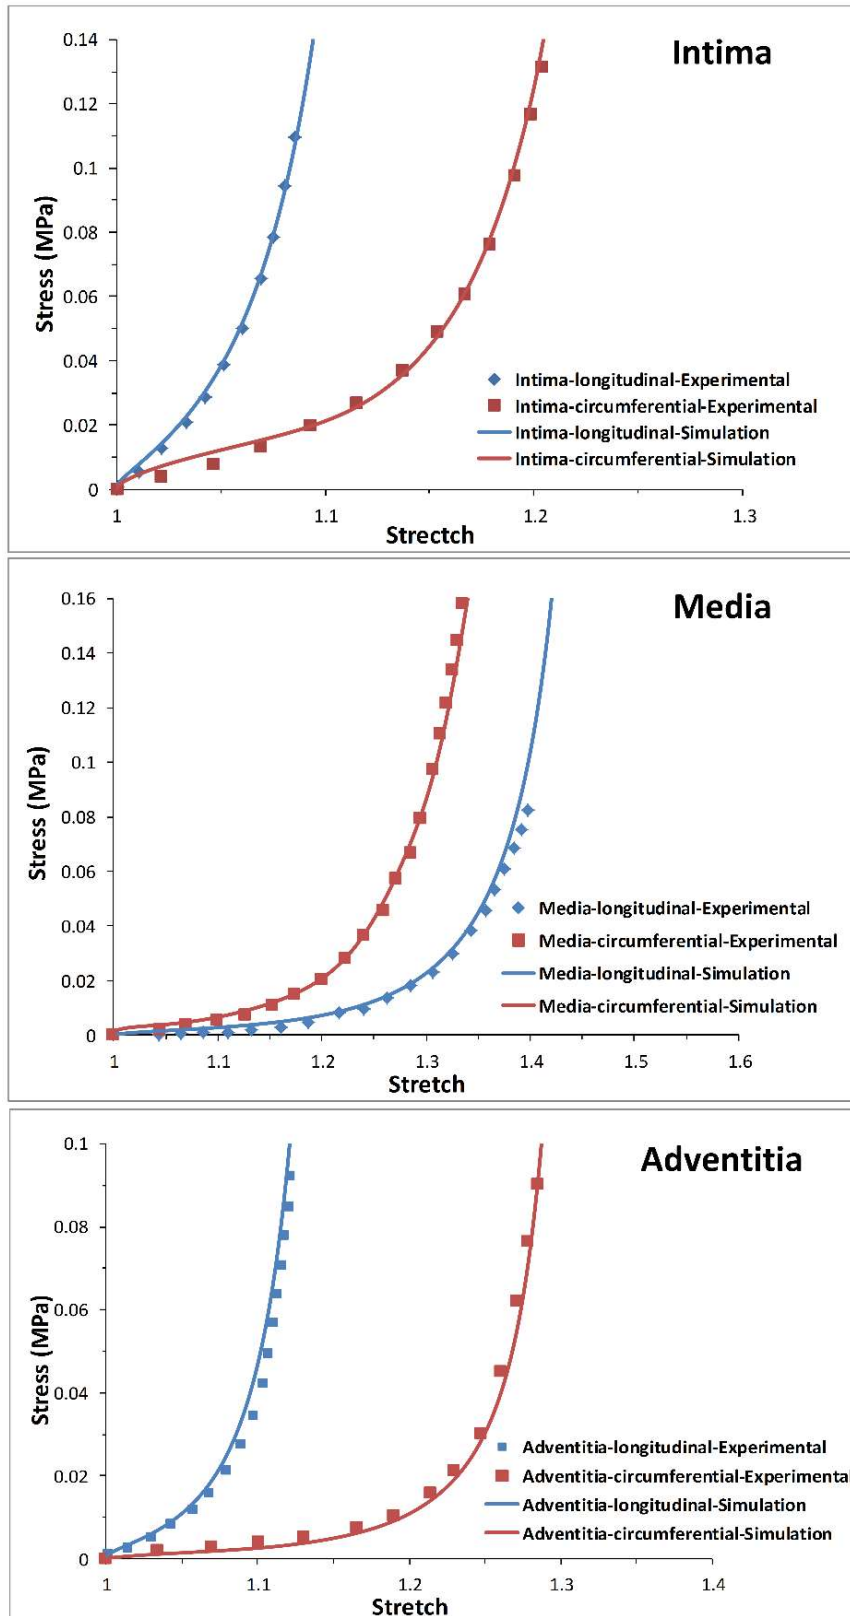 Intima
Stress (MPa)
0.14
0.12
0.1
0.08
0.06
0.04
0.02
0
Intima-longitudinal-Experimental
Intima-circumferential-Experimental
Intima-longitudinal-Simulation
Intima-circumferential-Simulation
1
1.1
1.2
1.3
Strectch
Media
Stress (MPa)
0.16
0.14
0.12
0.1
0.08
0.06
0.04
0.02
0
Media-longitudinal-Experimental
Media-circumferential-Experimental
Media-longitudinal-Simulation
Media-circumferential-Simulation
1
1.1
1.2
1.3
1.4
1.5
1.6
Stretch
Adventitia
Stress (MPa)
0.1
0.08
0.06
0.04
0.02
0
Adventitia-longitudinal-Experimental
Adventitia-circumferential-Experimental
Adventitia-longitudinal-Simulation
Adventitia-circumferential-Simulation
1
1.1
1.2
1.3
1.4
Stretch